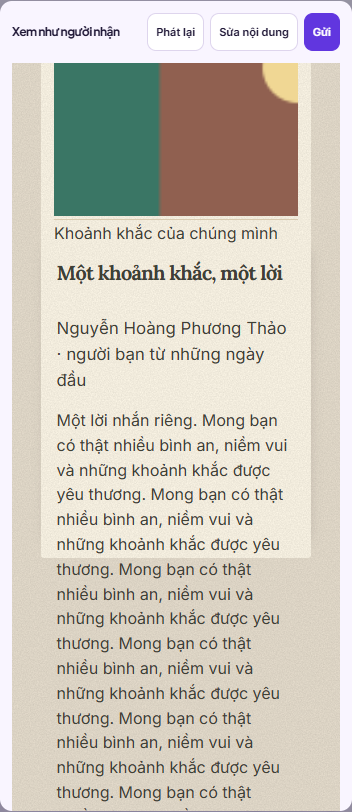 Xem như người nhận
Phát lại
Sửa nội dung
Gửi
Khoảnh khắc của chúng mình
Một khoảnh khắc, một lời
Nguyễn Hoàng Phương Thảo
· người bạn từ những ngày
đầu
Một lời nhắn riêng. Mong bạn
có thật nhiều bình an, niềm vui
và những khoảnh khắc được
yêu thương. Mong bạn có thật
nhiều bình an, niềm vui và
những khoảnh khắc được yêu
thương. Mong bạn có thật
nhiều bình an, niềm vui và
những khoảnh khắc được yêu
thương. Mong bạn có thật
nhiều bình an, niềm vui và
những khoảnh khắc được yêu
thương. Mong bạn có thật
nhiều bình an, niềm vui và
những khoảnh khắc được yêu
thương. Mong bạn có thật